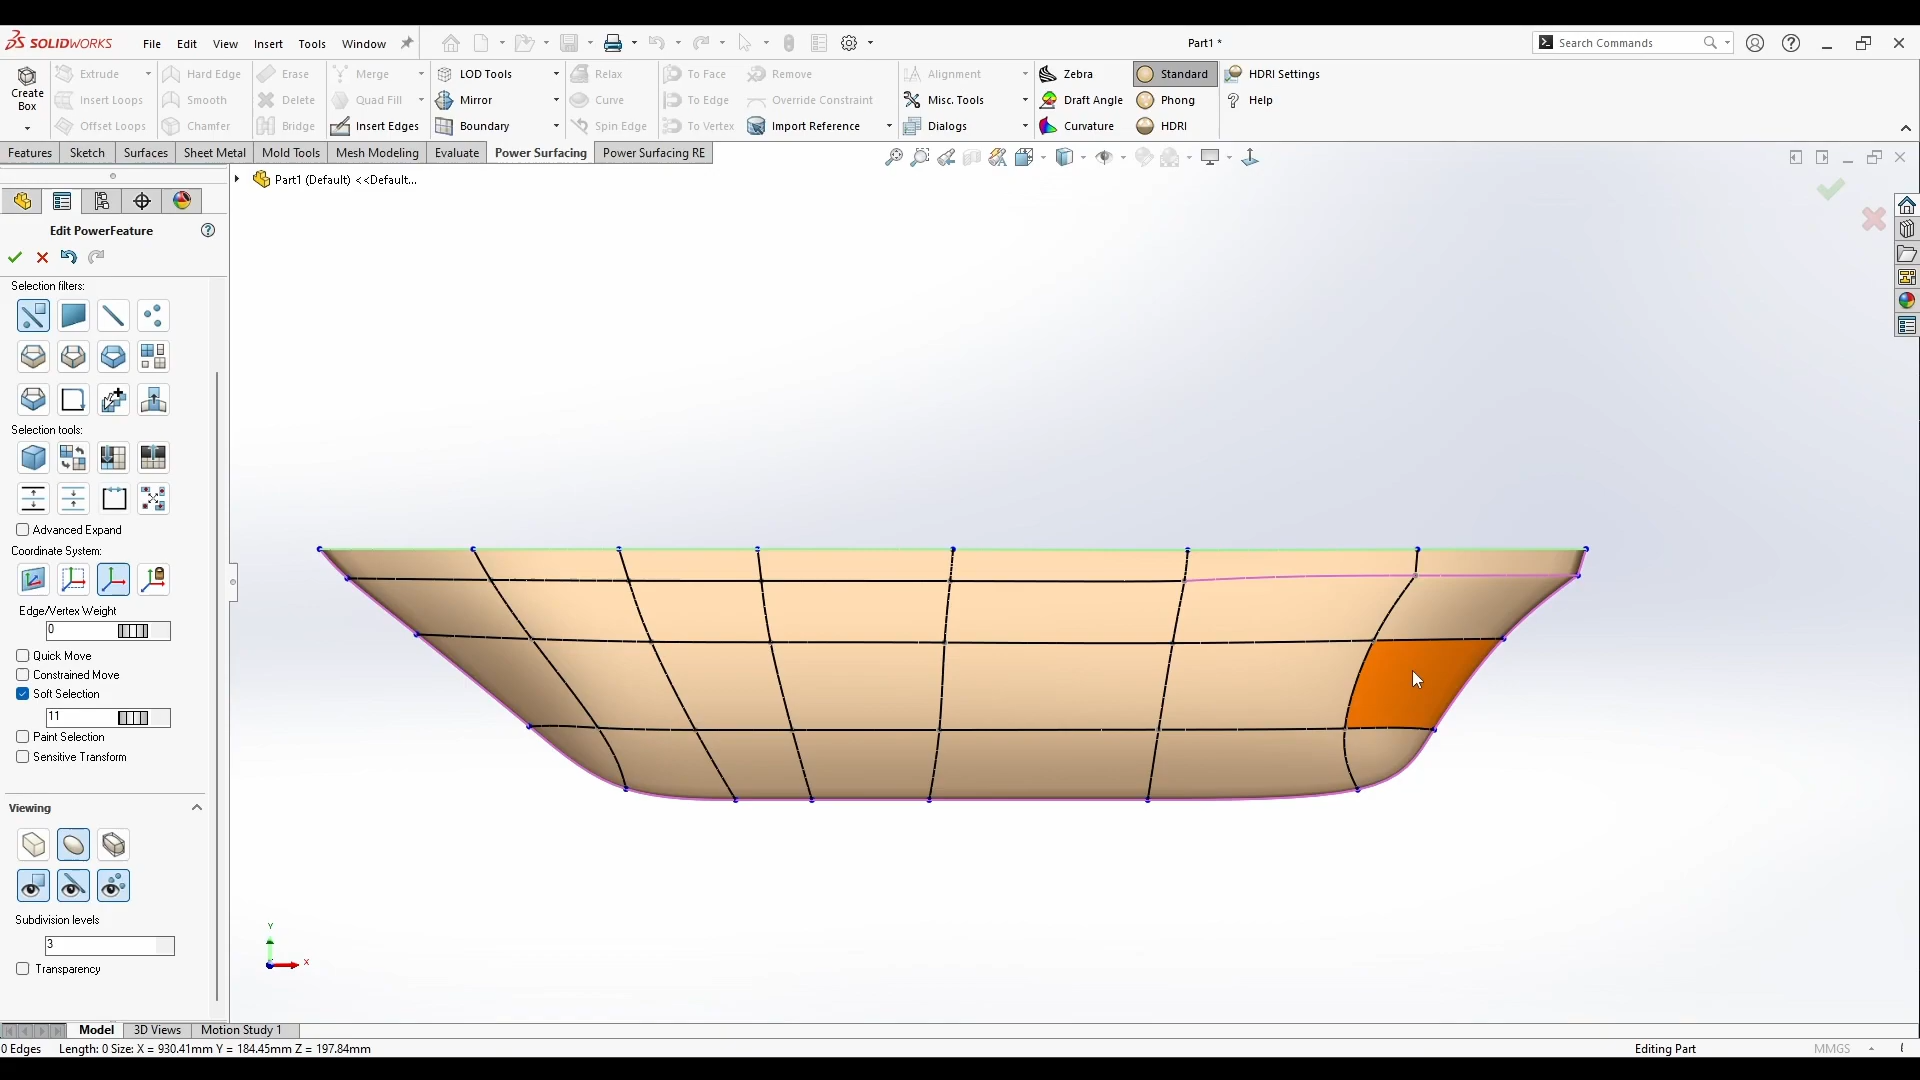 SOLIDWORKS File Edit View Insert Tools Window Part1 * Search Commands
Create Box
Extrude Hard Edge Erase Merge LOD Tools Relax To Face Remove Alignment Zebra Standard HDRI Settings
Insert Loops Smooth Delete Quad Fill Mirror Curve To Edge Override Constraint Misc. Tools Draft Angle Phong Help
Offset Loops Chamfer Bridge Insert Edges Boundary Spin Edge To Vertex Import Reference Dialogs Curvature HDRI
Features Sketch Surfaces Sheet Metal Mold Tools Mesh Modeling Evaluate Power Surfacing Power Surfacing RE
Part1 (Default) <<Default...
Edit PowerFeature
Selection filters:
Selection tools:
Advanced Expand
Coordinate System:
Edge/Vertex Weight
0
Quick Move
Constrained Move
Soft Selection
11
Paint Selection
Sensitive Transform
Viewing
Subdivision levels
3
Transparency
Y
X
Model 3D Views Motion Study 1
0 Edges Length: 0 Size: X = 930.41mm Y = 184.45mm Z = 197.84mm Editing Part MMGS